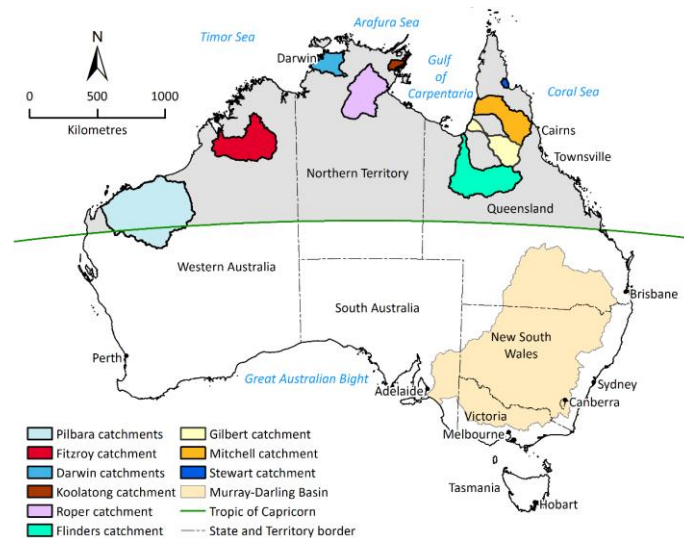 Arafura Sea
Timor Sea
N
Darwin
Gulf
of
Carpentaria
Coral Sea
0 500 1000
Kilometres
Cairns
Townsville
Northern Territory
Queensland
Western Australia
Brisbane
South Australia
New South
Wales
Perth
Great Australian Bight
Adelaide
Sydney
Canberra
Victoria
Melbourne
Tasmania
Hobart
Pilbara catchments
Fitzroy catchment
Darwin catchments
Koolatong catchment
Roper catchment
Flinders catchment
Gilbert catchment
Mitchell catchment
Stewart catchment
Murray-Darling Basin
Tropic of Capricorn
State and Territory border